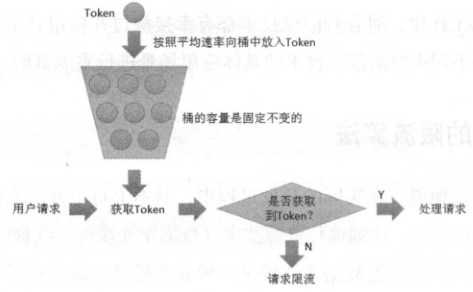 Token
按照平均速率向桶中放入Token
桶的容量是固定不变的
的限流算法
用户请求
获取Token
是否获取
到Token?
Y
处理请求
N
请求限流